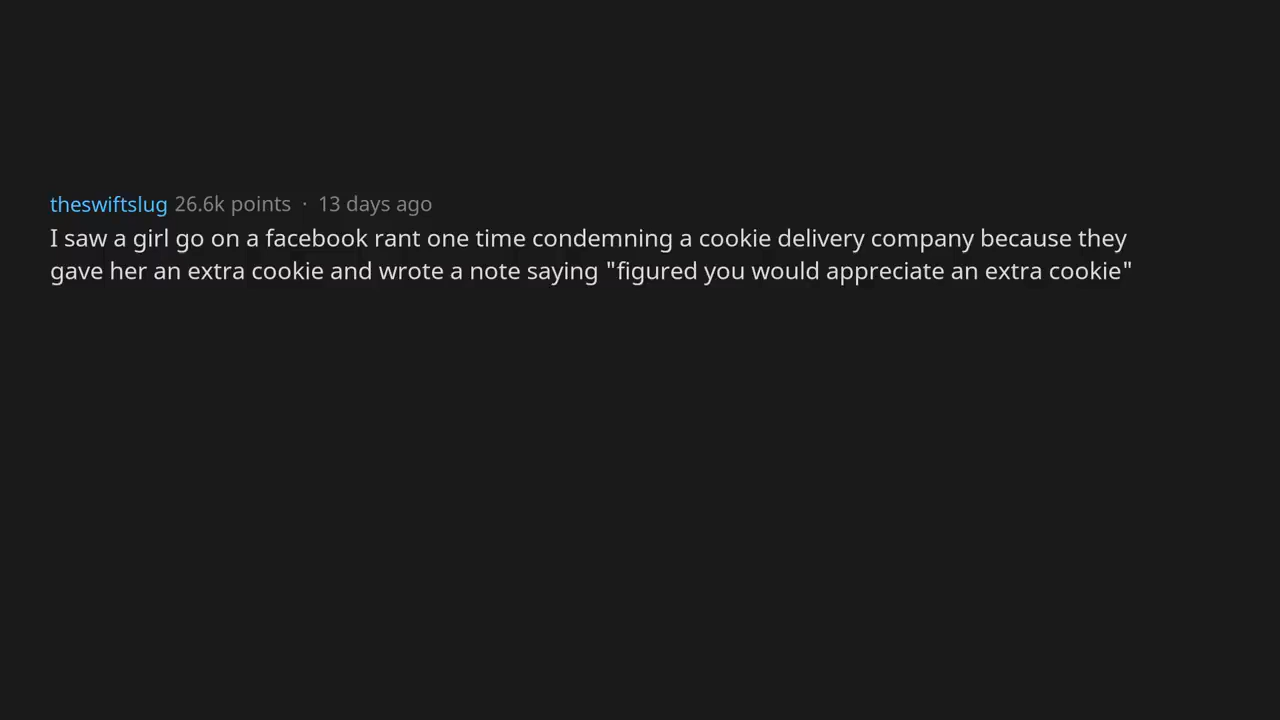 theswiftslug 26.6k points · 13 days ago
I saw a girl go on a facebook rant one time condemning a cookie delivery company because they
gave her an extra cookie and wrote a note saying "figured you would appreciate an extra cookie"